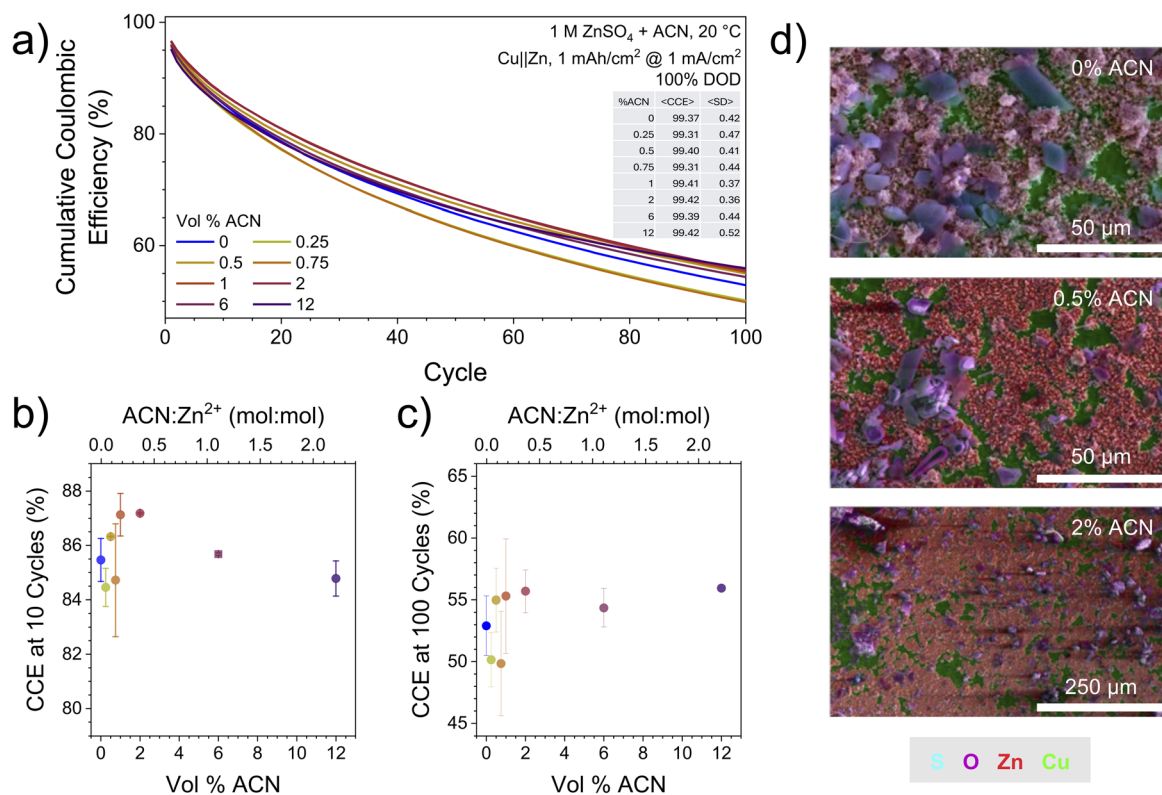 a)
Cumulative Coulombic
Efficiency (%)
100
80
60
0
20
40
60
80
100
Cycle
1 M ZnSO₄ + ACN, 20 °C
Cu||Zn, 1 mAh/cm² @ 1 mA/cm²
100% DOD
%ACN <CCE> <SD>
0 99.37 0.42
0.25 99.31 0.47
0.5 99.40 0.41
0.75 99.31 0.44
1 99.41 0.37
2 99.42 0.36
6 99.39 0.44
12 99.42 0.52
Vol % ACN
0 0.25
0.5 0.75
1 2
6 12
b)
ACN:Zn²⁺ (mol:mol)
0.0 0.5 1.0 1.5 2.0
CCE at 10 Cycles (%)
88
86
84
82
80
0 2 4 6 8 10 12
Vol % ACN
c)
ACN:Zn²⁺ (mol:mol)
0.0 0.5 1.0 1.5 2.0
CCE at 100 Cycles (%)
65
60
55
50
45
0 2 4 6 8 10 12
Vol % ACN
d)
0% ACN
50 µm
0.5% ACN
50 µm
2% ACN
250 µm
S O Zn Cu